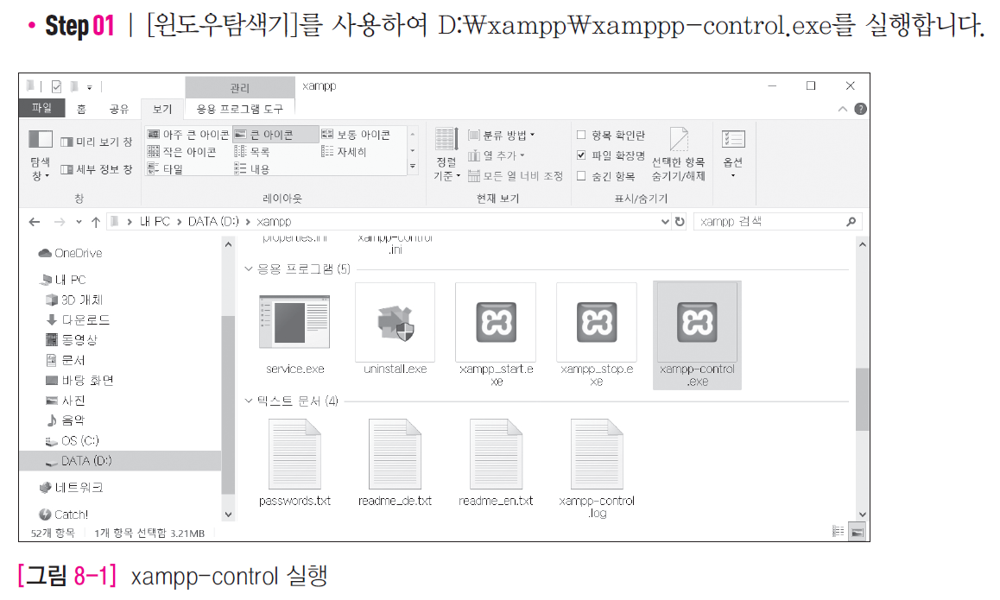 • Step 01 | [윈도우탐색기]를 사용하여 D:₩xampp₩xamppp-control.exe를 실행합니다.
관리 xampp
파일 홈 공유 보기 응용 프로그램 도구
탐색 창
미리 보기 창
세부 정보 창
창
아주 큰 아이콘 큰 아이콘 보통 아이콘
작은 아이콘 목록 자세히
타일 내용
레이아웃
정렬 기준
분류 방법
열 추가
모든 열 너비 조정
현재 보기
항목 확인란
파일 확장명
숨긴 항목
선택한 항목
숨기기/해제
표시/숨기기
옵션
내 PC > DATA (D:) > xampp
xampp 검색
OneDrive
내 PC
3D 개체
다운로드
동영상
문서
바탕 화면
사진
음악
OS (C:)
DATA (D:)
네트워크
Catch!
properties.ini xampp-control
.ini
응용 프로그램 (5)
service.exe uninstall.exe xampp_start.e xampp_stop.e xampp-control
xe xe .exe
텍스트 문서 (4)
passwords.txt readme_de.txt readme_en.txt xampp-control
.log
52개 항목 1개 항목 선택함 3.21MB
[그림 8-1] xampp-control 실행